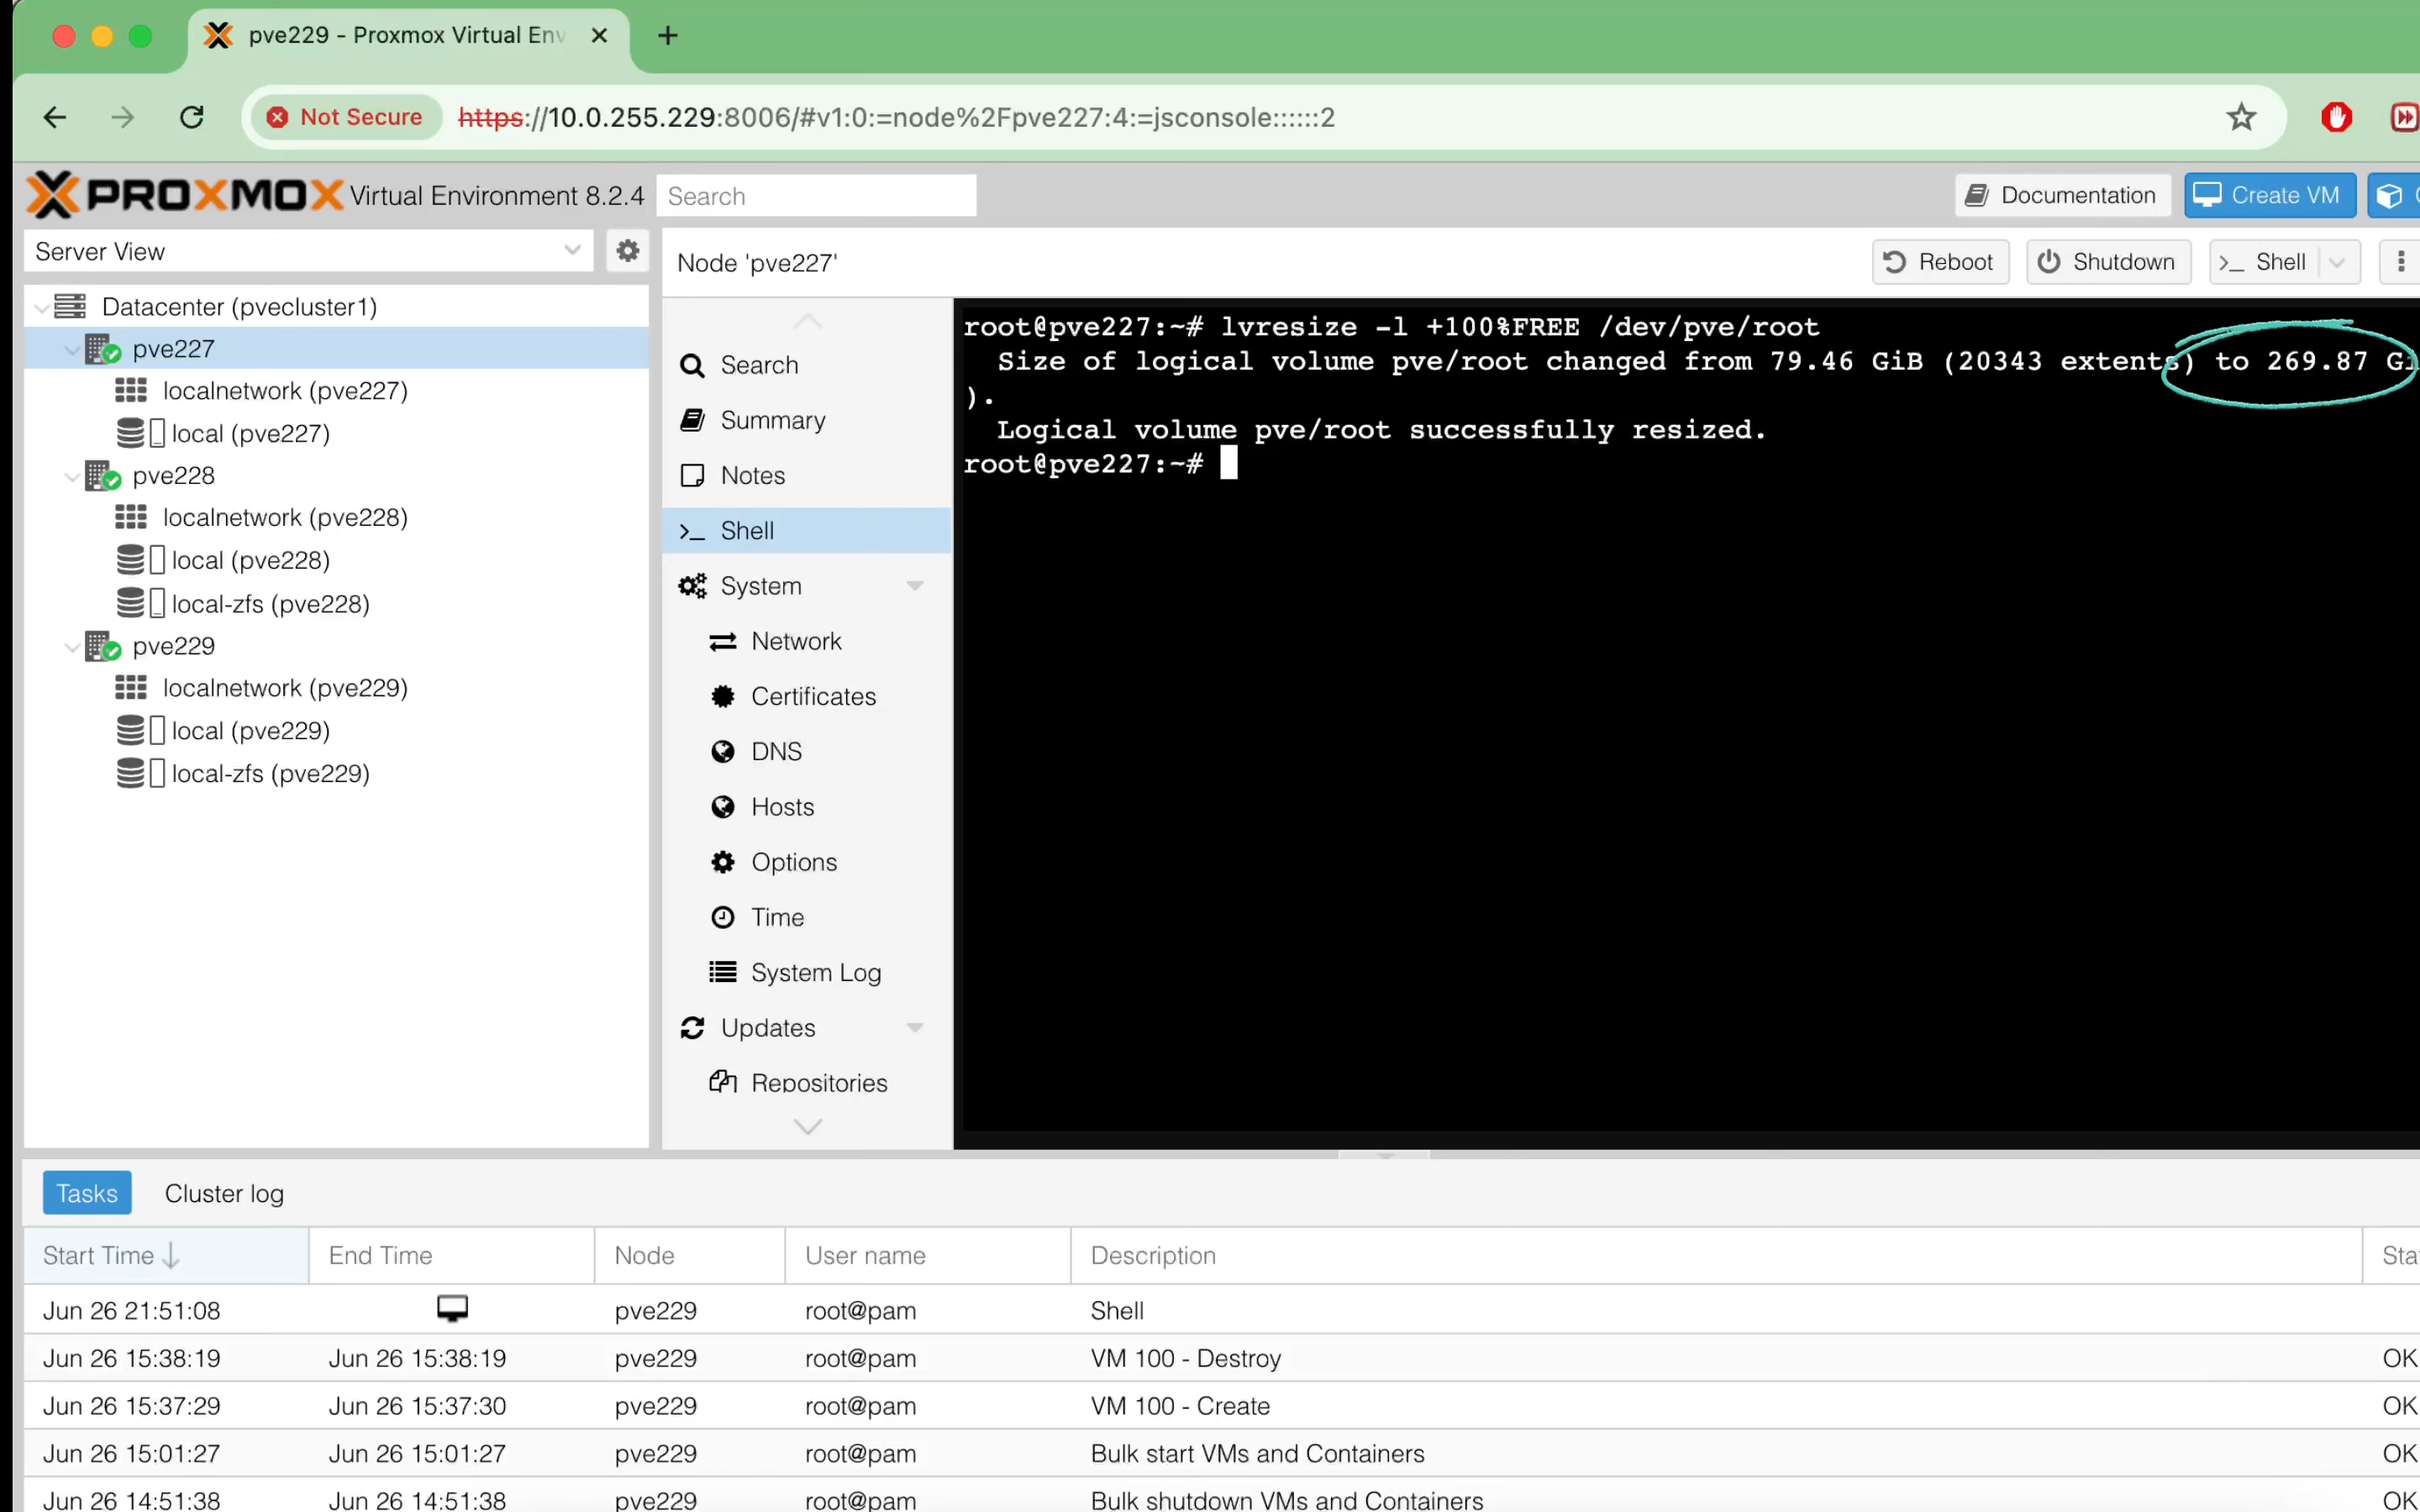 pve229 - Proxmox Virtual Env
Not Secure https://10.0.255.229:8006/#v1:0:=node%2Fpve227:4:=jsconsole::::::2
PROXMOX Virtual Environment 8.2.4 Search Documentation Create VM
Server View
Node 'pve227' Reboot Shutdown Shell
Datacenter (pvecluster1)
pve227
localnetwork (pve227)
local (pve227)
pve228
localnetwork (pve228)
local (pve228)
local-zfs (pve228)
pve229
localnetwork (pve229)
local (pve229)
local-zfs (pve229)
Search
Summary
Notes
Shell
System
Network
Certificates
DNS
Hosts
Options
Time
System Log
Updates
Repositories
root@pve227:~# lvresize -l +100%FREE /dev/pve/root
Size of logical volume pve/root changed from 79.46 GiB (20343 extents) to 269.87 Gi
).
Logical volume pve/root successfully resized.
root@pve227:~#
Tasks Cluster log
Start Time End Time Node User name Description Sta
Jun 26 21:51:08 pve229 root@pam Shell
Jun 26 15:38:19 Jun 26 15:38:19 pve229 root@pam VM 100 - Destroy OK
Jun 26 15:37:29 Jun 26 15:37:30 pve229 root@pam VM 100 - Create OK
Jun 26 15:01:27 Jun 26 15:01:27 pve229 root@pam Bulk start VMs and Containers OK
Jun 26 14:51:38 Jun 26 14:51:38 pve229 root@pam Bulk shutdown VMs and Containers OK